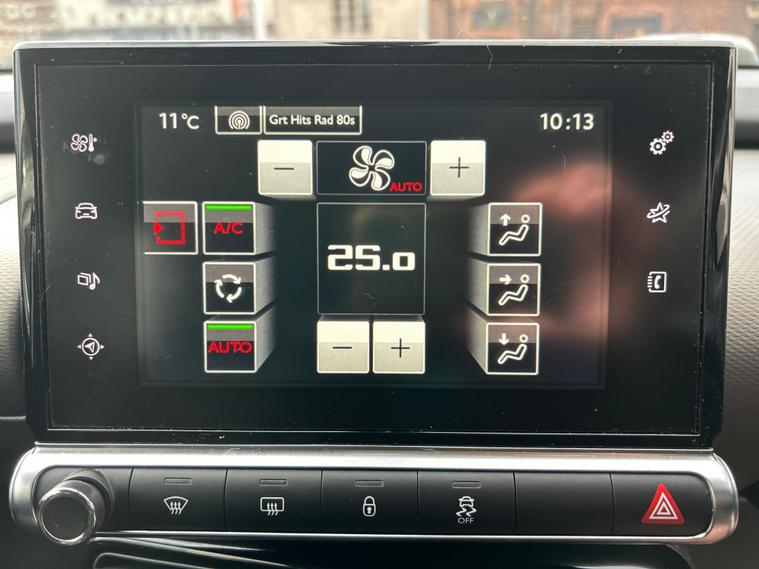 11°C Grt Hits Rad 80s 10:13
AUTO
A/C
25.0
AUTO
OFF